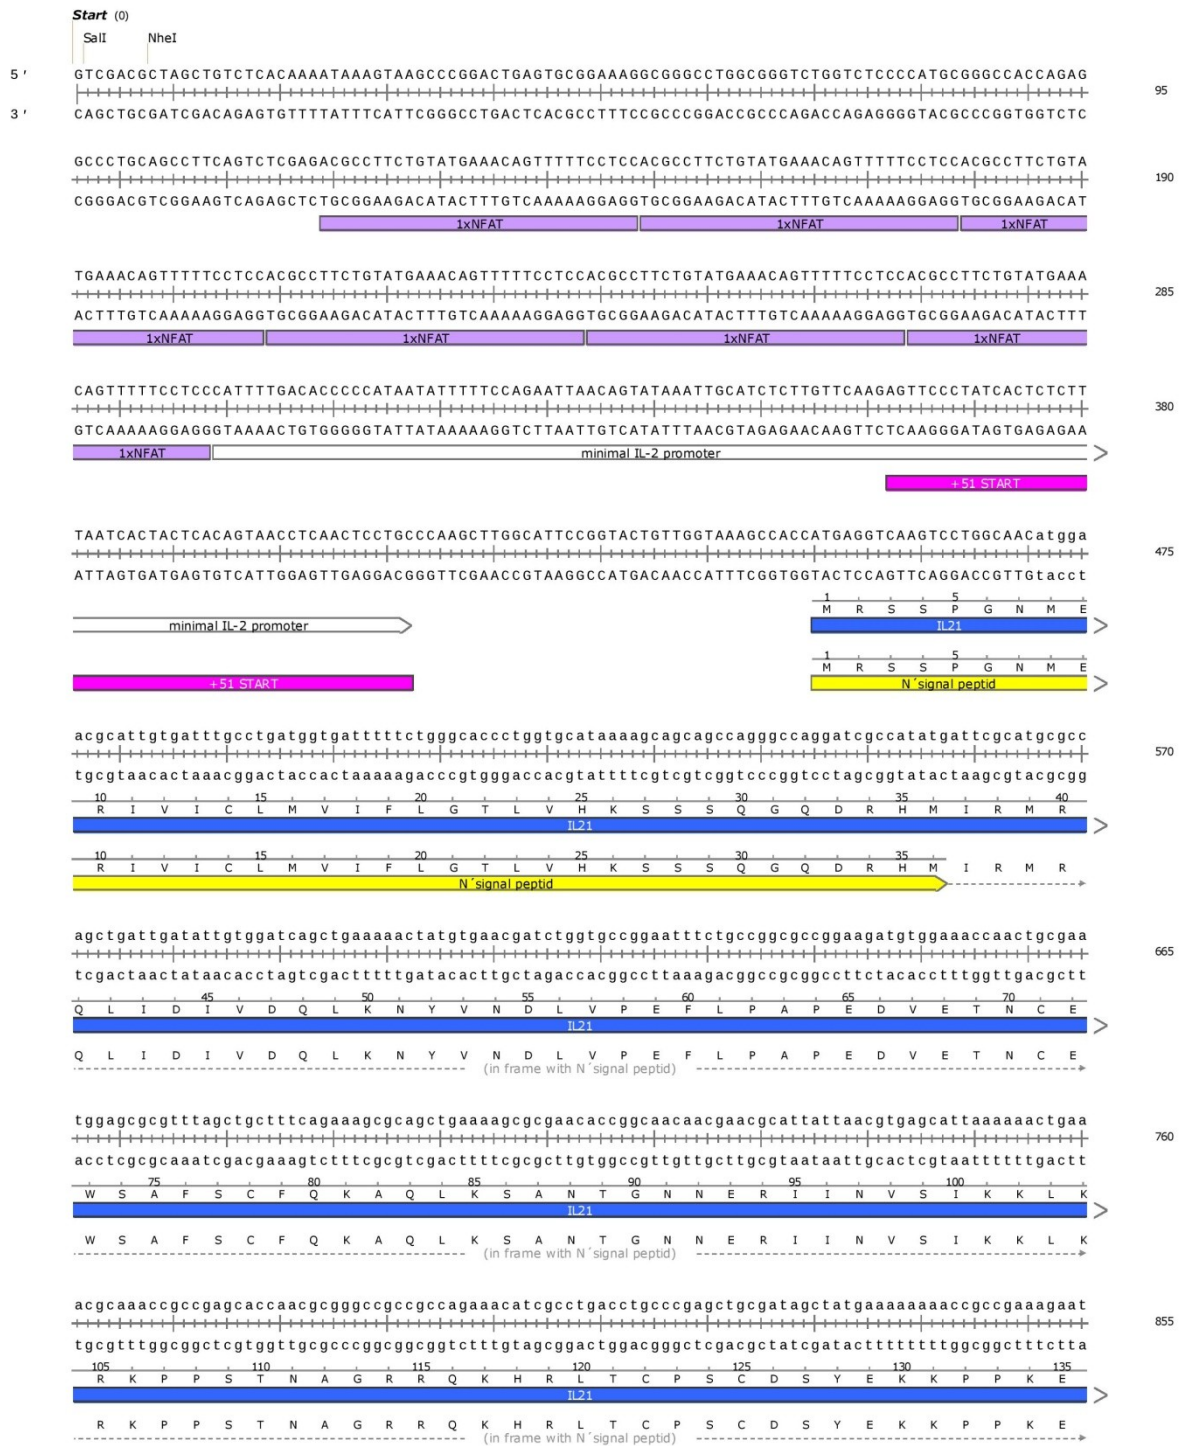 Start (0)
SalI NheI
5 ' GTCGACGCTAGCTGTCTCACAAAATAAAGTAAGCCCGGACTGAGTGCGGAAAGGCGGGCCTGGCGGGTCTGGTCTCCCCATGCGGGCCACCAGAG 95
3 ' CAGCTGCGATCGACAGAGTGTTTTATTTCATTCGGGCCTGACTCACGCCTTTCCGCCCGGACCGCCCAGACCAGAGGGGTACGCCCGGTGGTCTC
GCCCTGCAGCCTTCAGTCTCGAGACGCCTTCTGTATGAAACAGTTTTTCCTCCACGCCTTCTGTATGAAACAGTTTTTCCTCCACGCCTTCTGTA 190
CGGGACGTCGGAAGTCAGAGCTCTGCGGAAGACATACTTTGTCAAAAAGGAGGTGCGGAAGACATACTTTGTCAAAAAGGAGGTGCGGAAGACAT
1xNFAT 1xNFAT 1xNFAT
TGAAACAGTTTTTCCTCCACGCCTTCTGTATGAAACAGTTTTTCCTCCACGCCTTCTGTATGAAACAGTTTTTCCTCCACGCCTTCTGTATGAAA 285
ACTTTGTCAAAAAGGAGGTGCGGAAGACATACTTTGTCAAAAAGGAGGTGCGGAAGACATACTTTGTCAAAAAGGAGGTGCGGAAGACATACTTT
1xNFAT 1xNFAT 1xNFAT 1xNFAT
CAGTTTTTCCTCCCATTTTGACACCCCCATAATATTTTTCCAGAATTAACAGTATAAATTGCATCTCTTGTTCAAGAGTTCCCTATCACTCTCTT 380
GTCAAAAAGGAGGGTAAAACTGTGGGGGTATTATAAAAAGGTCTTAATTGTCATATTTAACGTAGAGAACAAGTTCTCAAGGGATAGTGAGAGAA
1xNFAT minimal IL-2 promoter
+51 START
TAATCACTACTCACAGTAACCTCAACTCCTGCCCAAGCTTGGCATTCCGGTACTGTTGGTAAAGCCACCATGAGGTCAAGTCCTGGCAACatgga 475
ATTAGTGATGAGTGTCATTGGAGTTGAGGACGGGTTCGAACCGTAAGGCCATGACAACCATTTCGGTGGTACTCCAGTTCAGGACCGTTGtacct
1 5
M R S S P G N M E
minimal IL-2 promoter IL21
1 5
M R S S P G N M E
+51 START N´signal peptid
acgcattgtgatttgcctgatggtgatttttctgggcaccctggtgcataaaagcagcagccagggccaggatcgccatatgattcgcatgcgcc 570
tgcgtaacactaaacggactaccactaaaaagacccgtgggaccacgtattttcgtcgtcggtcccggtcctagcggtatactaagcgtacgcgg
10 15 20 25 30 35 40
R I V I C L M V I F L G T L V H K S S S Q G Q D R H M I R M R
IL21
10 15 20 25 30 35
R I V I C L M V I F L G T L V H K S S S Q G Q D R H M I R M R
N´signal peptid
agctgattgatattgtggatcagctgaaaaactatgtgaacgatctggtgccggaatttctgccggcgccggaagatgtggaaaccaactgcgaa 665
tcgactaactataacacctagtcgactttttgatacacttgctagaccacggccttaaagacggccgcggccttctacacctttggttgacgctt
45 50 55 60 65 70
Q L I D I V D Q L K N Y V N D L V P E F L P A P E D V E T N C E
IL21
Q L I D I V D Q L K N Y V N D L V P E F L P A P E D V E T N C E
(in frame with N´signal peptid)
tggagcgcgtttagctgctttcagaaagcgcagctgaaaagcgcgaacaccggcaacaacgaacgcattattaacgtgagcattaaaaaactgaa 760
acctcgcgcaaatcgacgaaagtctttcgcgtcgacttttcgcgcttgtggccgttgttgcttgcgtaataattgcactcgtaattttttgactt
75 80 85 90 95 100
W S A F S C F Q K A Q L K S A N T G N N E R I I N V S I K K L K
IL21
W S A F S C F Q K A Q L K S A N T G N N E R I I N V S I K K L K
(in frame with N´signal peptid)
acgcaaaccgccgagcaccaacgcgggccgccgccagaaacatcgcctgacctgcccgagctgcgatagctatgaaaaaaaaccgccgaaagaat 855
tgcgtttggcggctcgtggttgcgcccggcggcggtctttgtagcggactggacgggctcgacgctatcgatactttttttttggcggctttctta
105 110 115 120 125 130 135
R K P P S T N A G R R Q K H R L T C P S C D S Y E K K P P K E
IL21
R K P P S T N A G R R Q K H R L T C P S C D S Y E K K P P K E
(in frame with N´signal peptid)